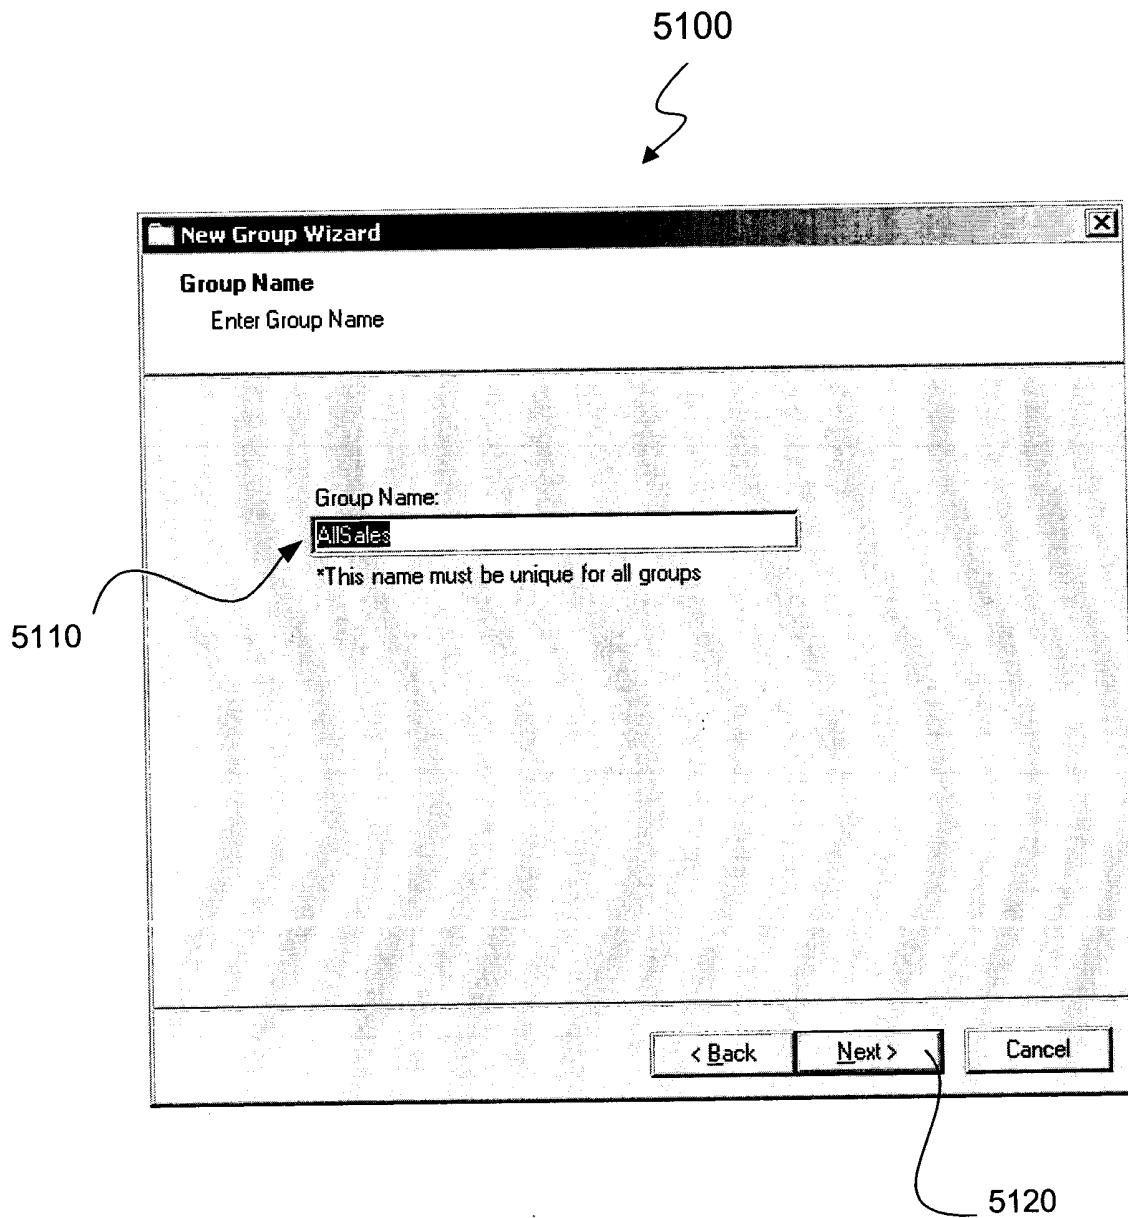 5100
New Group Wizard
Group Name
Enter Group Name
Group Name:
AllSales
*This name must be unique for all groups
5110
< Back Next > Cancel
5120